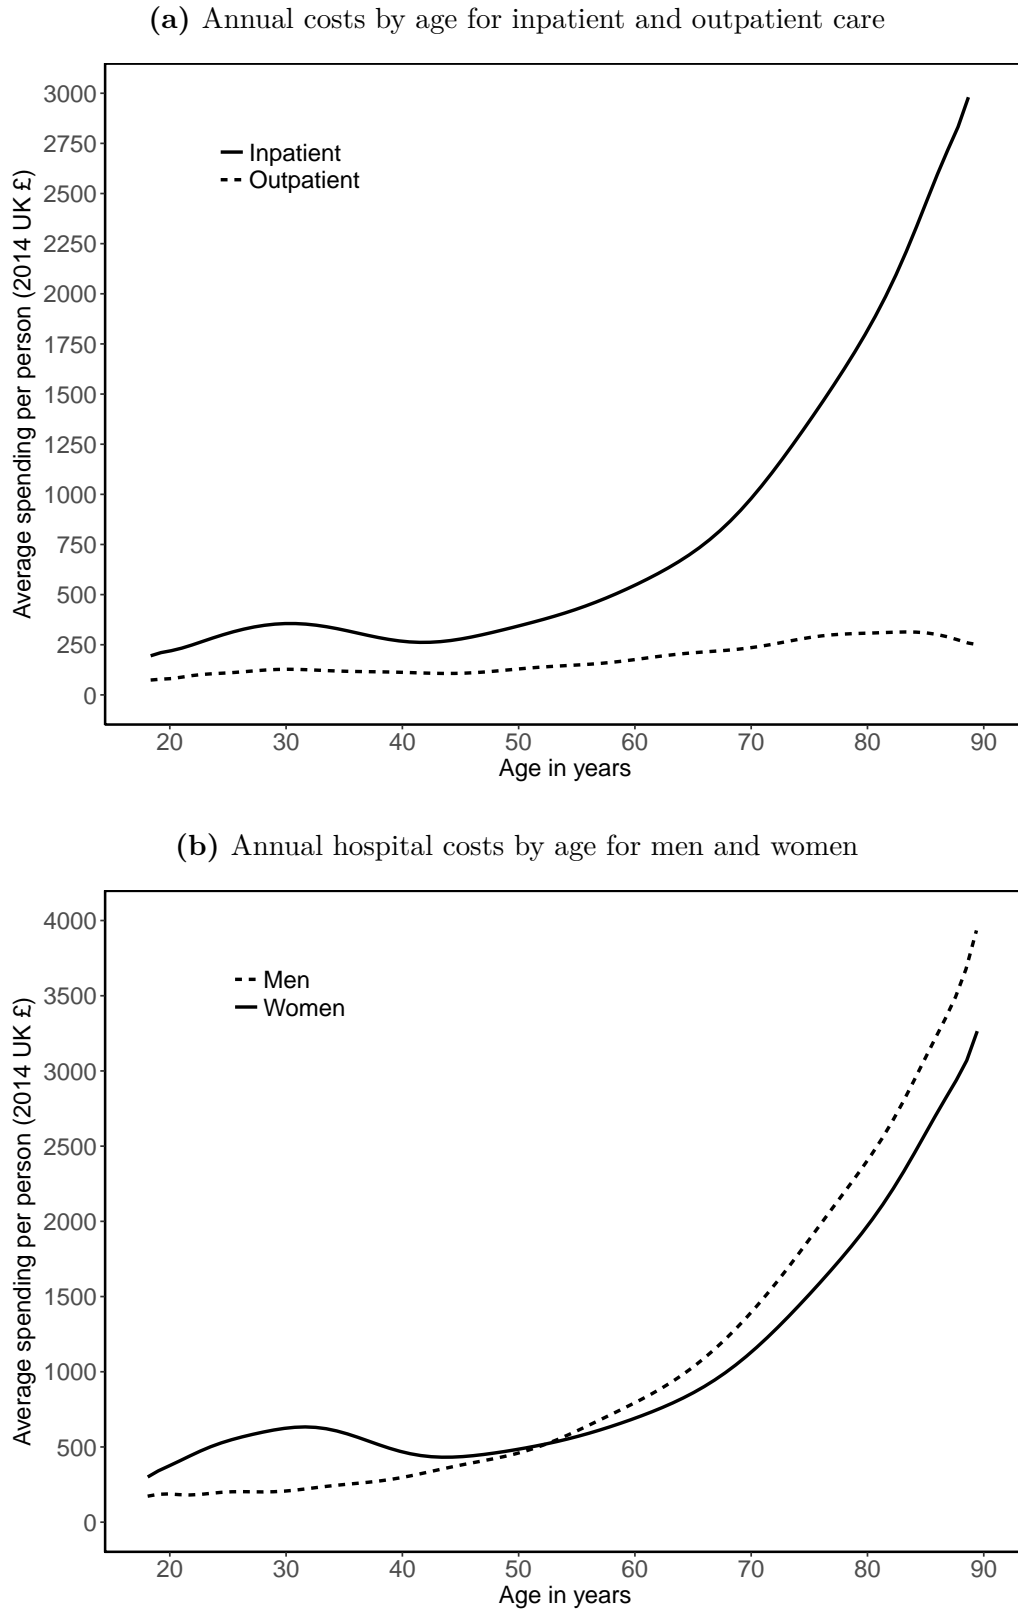 (a) Annual costs by age for inpatient and outpatient care
3000
2750
2500
2250
2000
1750
1500
1250
1000
750
500
250
0
Average spending per person (2014 UK £)
Inpatient
Outpatient
20 30 40 50 60 70 80 90
Age in years
(b) Annual hospital costs by age for men and women
4000
3500
3000
2500
2000
1500
1000
500
0
Average spending per person (2014 UK £)
Men
Women
20 30 40 50 60 70 80 90
Age in years